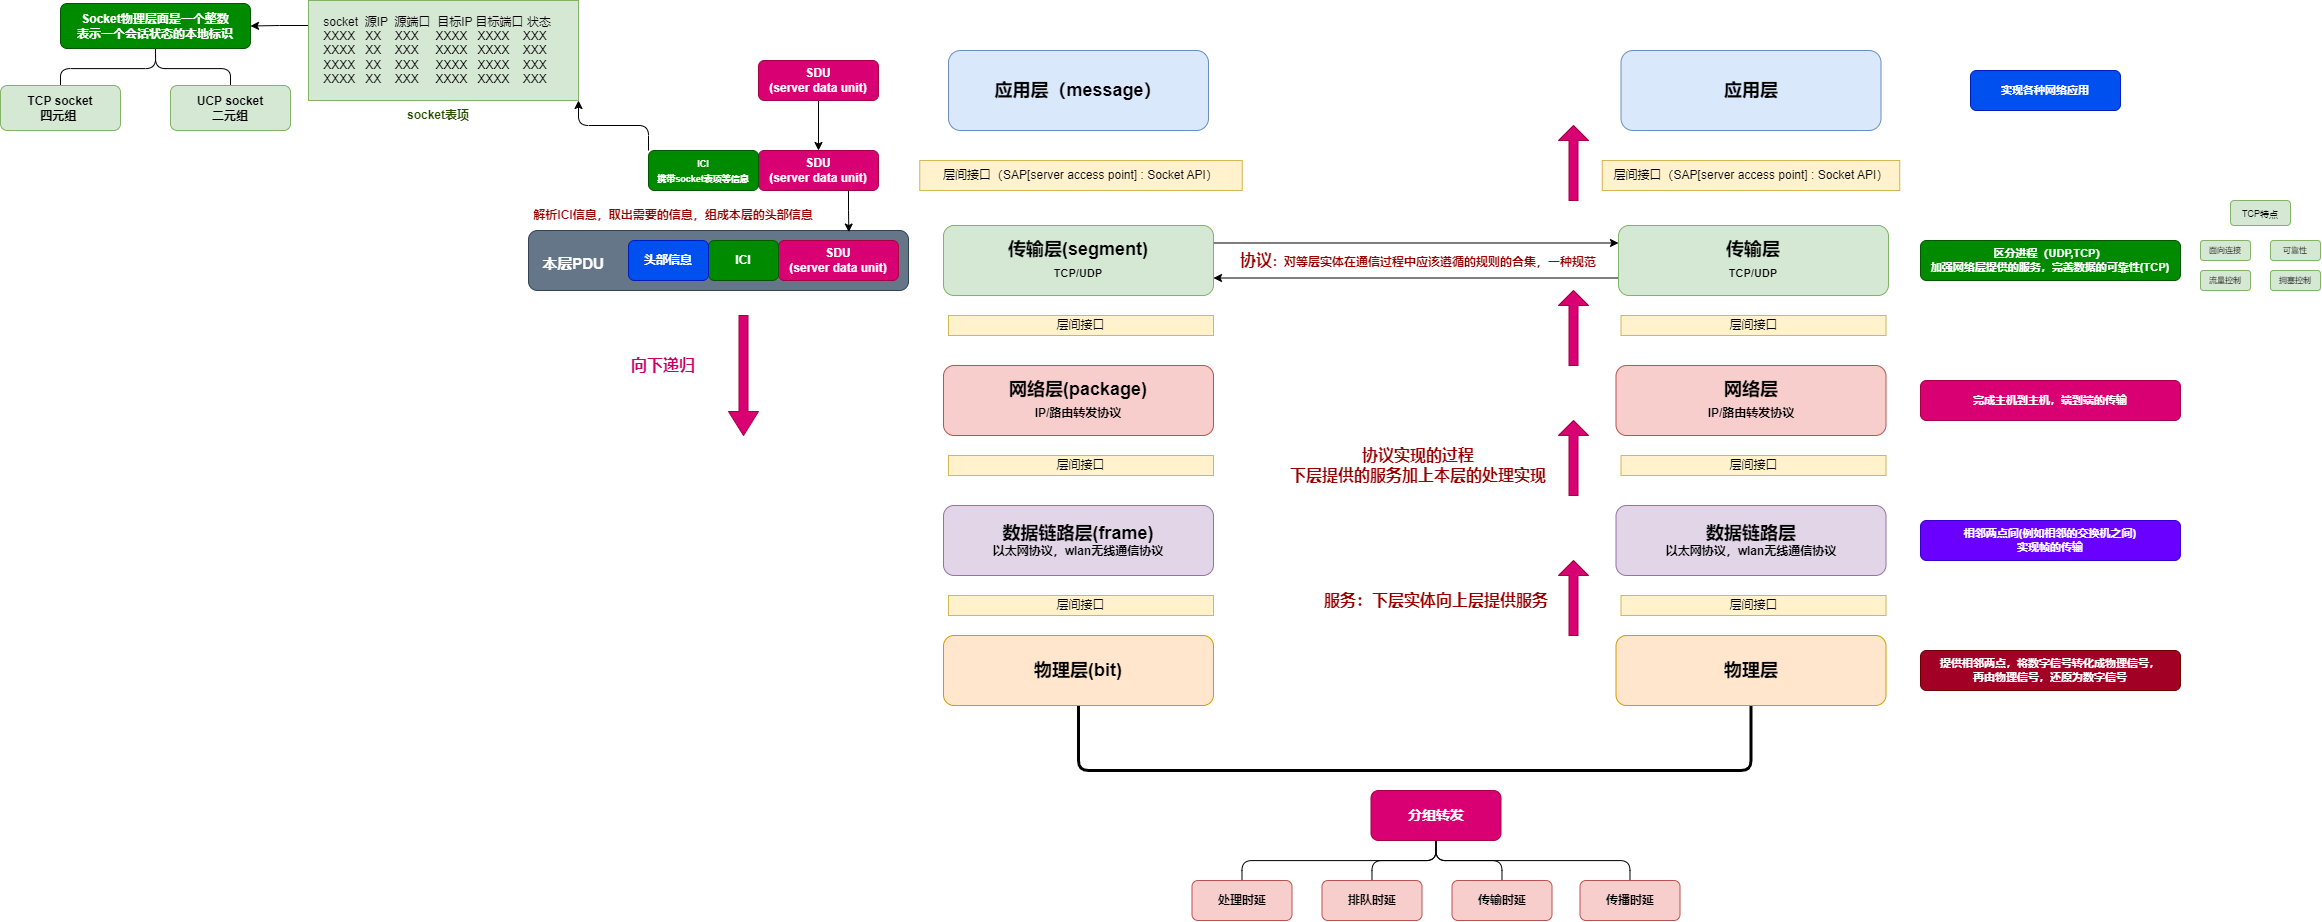 Socket物理层面是一个整数
表示一个会话状态的本地标识
TCP socket
四元组
UCP socket
二元组
socket 源IP 源端口 目标IP 目标端口 状态
XXXX XX XXX XXXX XXXX XXX
XXXX XX XXX XXXX XXXX XXX
XXXX XX XXX XXXX XXXX XXX
XXXX XX XXX XXXX XXXX XXX
socket表项
SDU
(server data unit)
ICI
携带socket表项等信息
SDU
(server data unit)
解析ICI信息，取出需要的信息，组成本层的头部信息
本层PDU
头部信息
ICI
SDU
(server data unit)
向下递归
应用层（message）
层间接口（SAP[server access point] : Socket API）
传输层(segment)
TCP/UDP
层间接口
网络层(package)
IP/路由转发协议
层间接口
数据链路层(frame)
以太网协议，wlan无线通信协议
层间接口
物理层(bit)
协议：对等层实体在通信过程中应该遵循的规则的合集，一种规范
协议实现的过程
下层提供的服务加上本层的处理实现
服务：下层实体向上层提供服务
应用层
层间接口（SAP[server access point] : Socket API）
传输层
TCP/UDP
层间接口
网络层
IP/路由转发协议
层间接口
数据链路层
以太网协议，wlan无线通信协议
层间接口
物理层
实现各种网络应用
区分进程（UDP,TCP）
加强网络层提供的服务，完善数据的可靠性(TCP)
TCP特点
面向连接
可靠性
流量控制
拥塞控制
完成主机到主机，端到端的传输
相邻两点间(例如相邻的交换机之间)
实现帧的传输
提供相邻两点，将数字信号转化成物理信号，
再由物理信号，还原为数字信号
分组转发
处理时延
排队时延
传输时延
传播时延